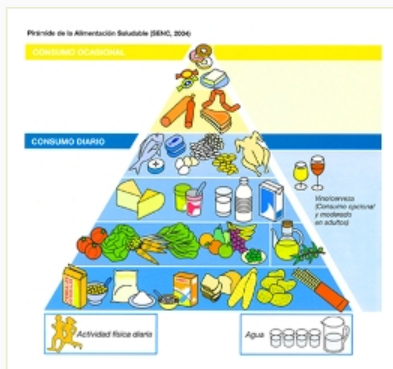 Pirámide de la Alimentación Saludable (SENC, 2004)
CONSUMO OCASIONAL
CONSUMO DIARIO
Vino/cerveza
(Consumo opcional
y moderado
en adultos)
Actividad física diaria
Agua